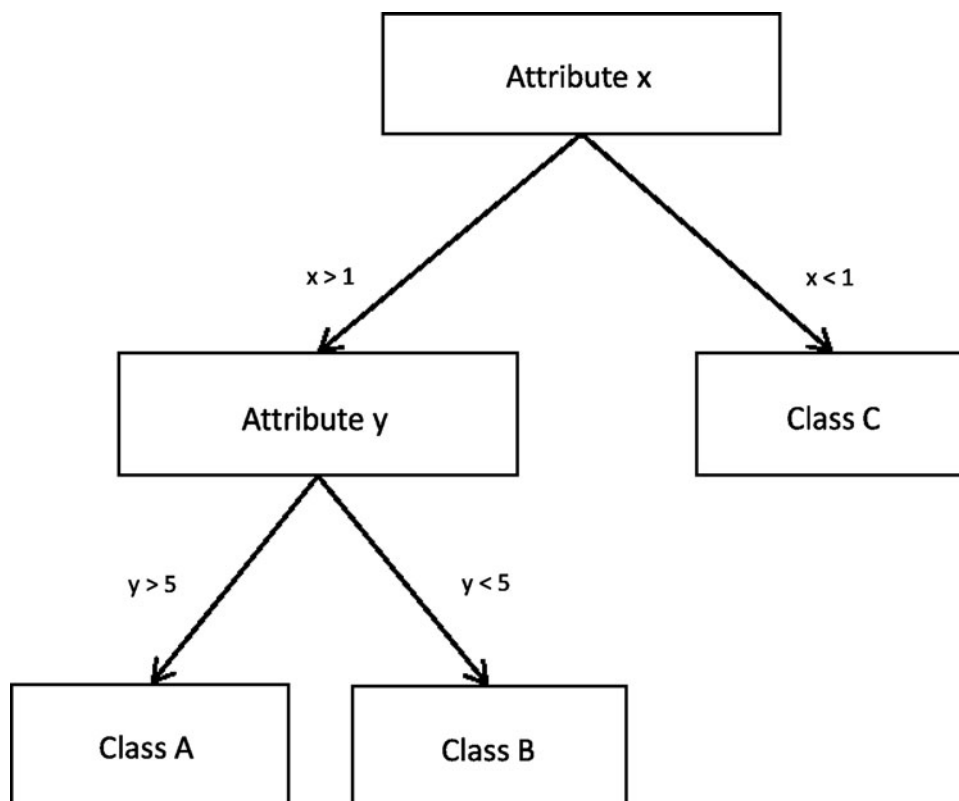 Attribute x
x > 1
x < 1
Attribute y
Class C
y > 5
y < 5
Class A
Class B